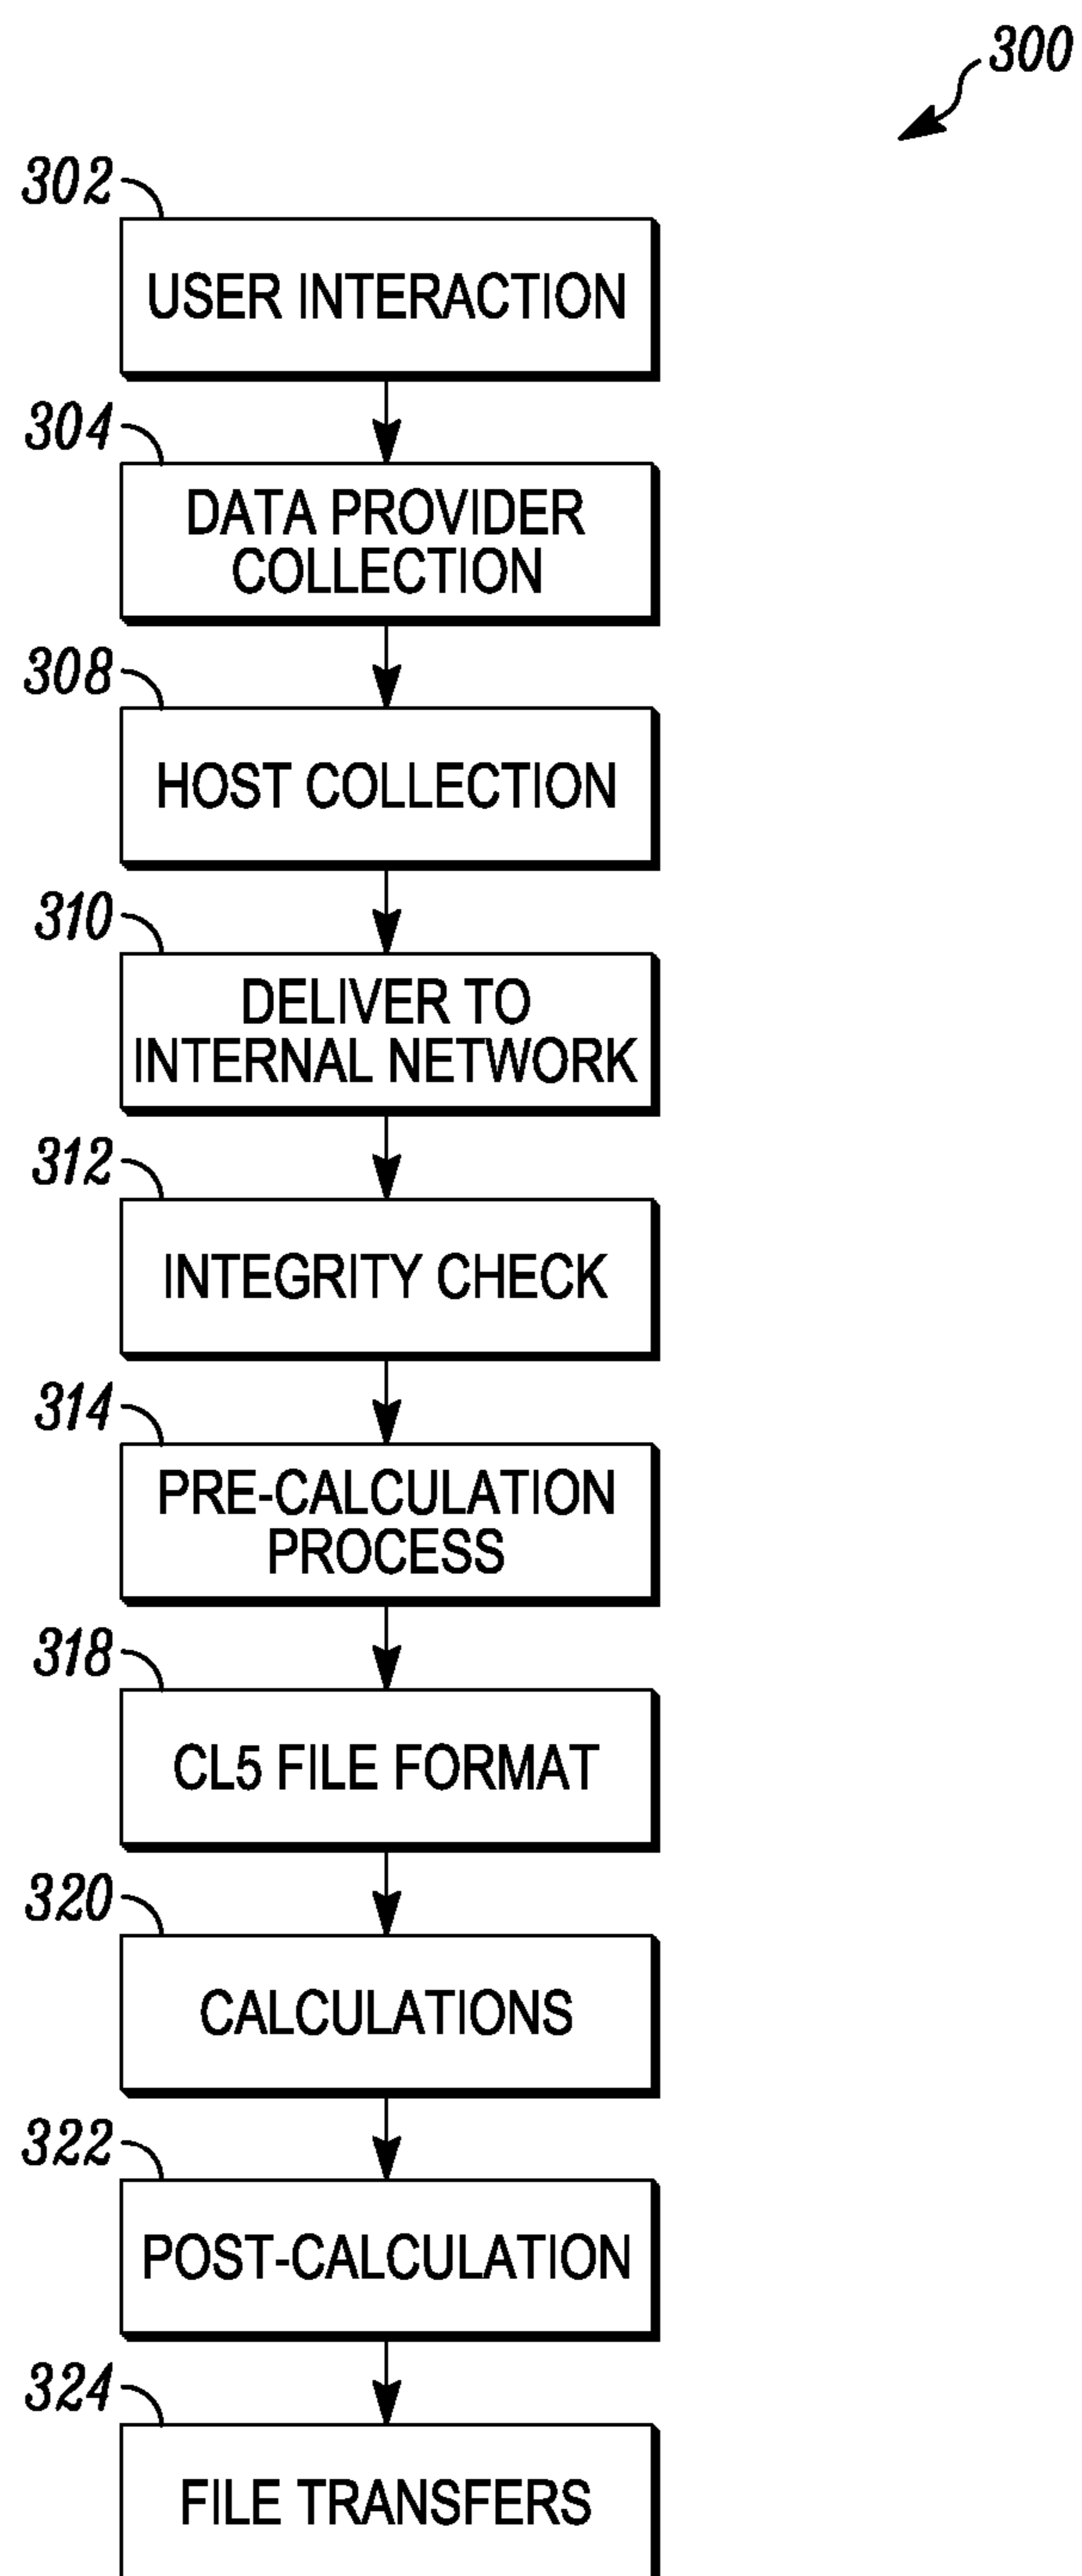 300
302
USER INTERACTION
304
DATA PROVIDER
COLLECTION
308
HOST COLLECTION
310
DELIVER TO
INTERNAL NETWORK
312
INTEGRITY CHECK
314
PRE-CALCULATION
PROCESS
318
CL5 FILE FORMAT
320
CALCULATIONS
322
POST-CALCULATION
324
FILE TRANSFERS